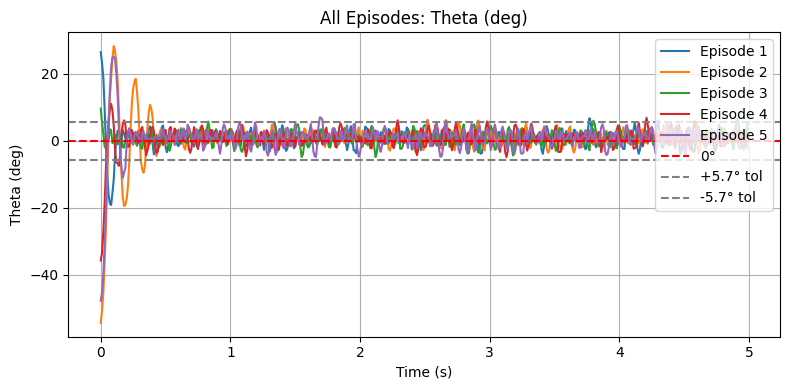 All Episodes: Theta (deg)
Theta (deg)
20
0
−20
−40
0
1
2
3
4
5
Time (s)
Episode 1
Episode 2
Episode 3
Episode 4
Episode 5
0°
+5.7° tol
-5.7° tol